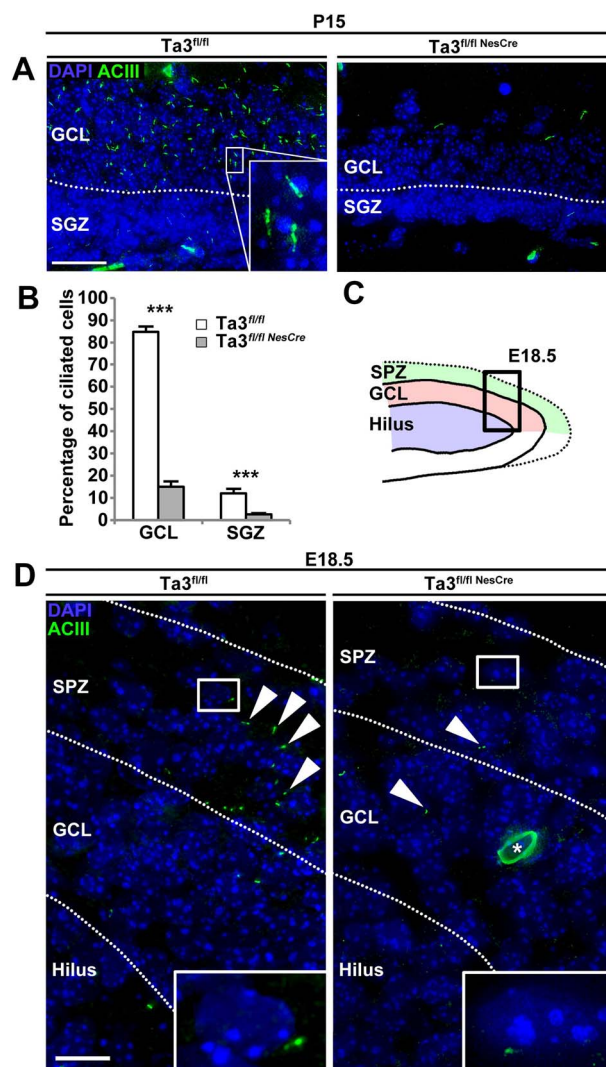 P15
Ta3fl/fl
Ta3fl/fl NesCre
A
DAPI ACIII
GCL
SGZ
GCL
SGZ
B
Percentage of ciliated cells
100
90
80
70
60
50
40
30
20
10
0
***
***
Ta3fl/fl
Ta3fl/fl NesCre
GCL
SGZ
C
E18.5
SPZ
GCL
Hilus
D
E18.5
Ta3fl/fl
Ta3fl/fl NesCre
DAPI
ACIII
SPZ
GCL
Hilus
SPZ
GCL
*
Hilus